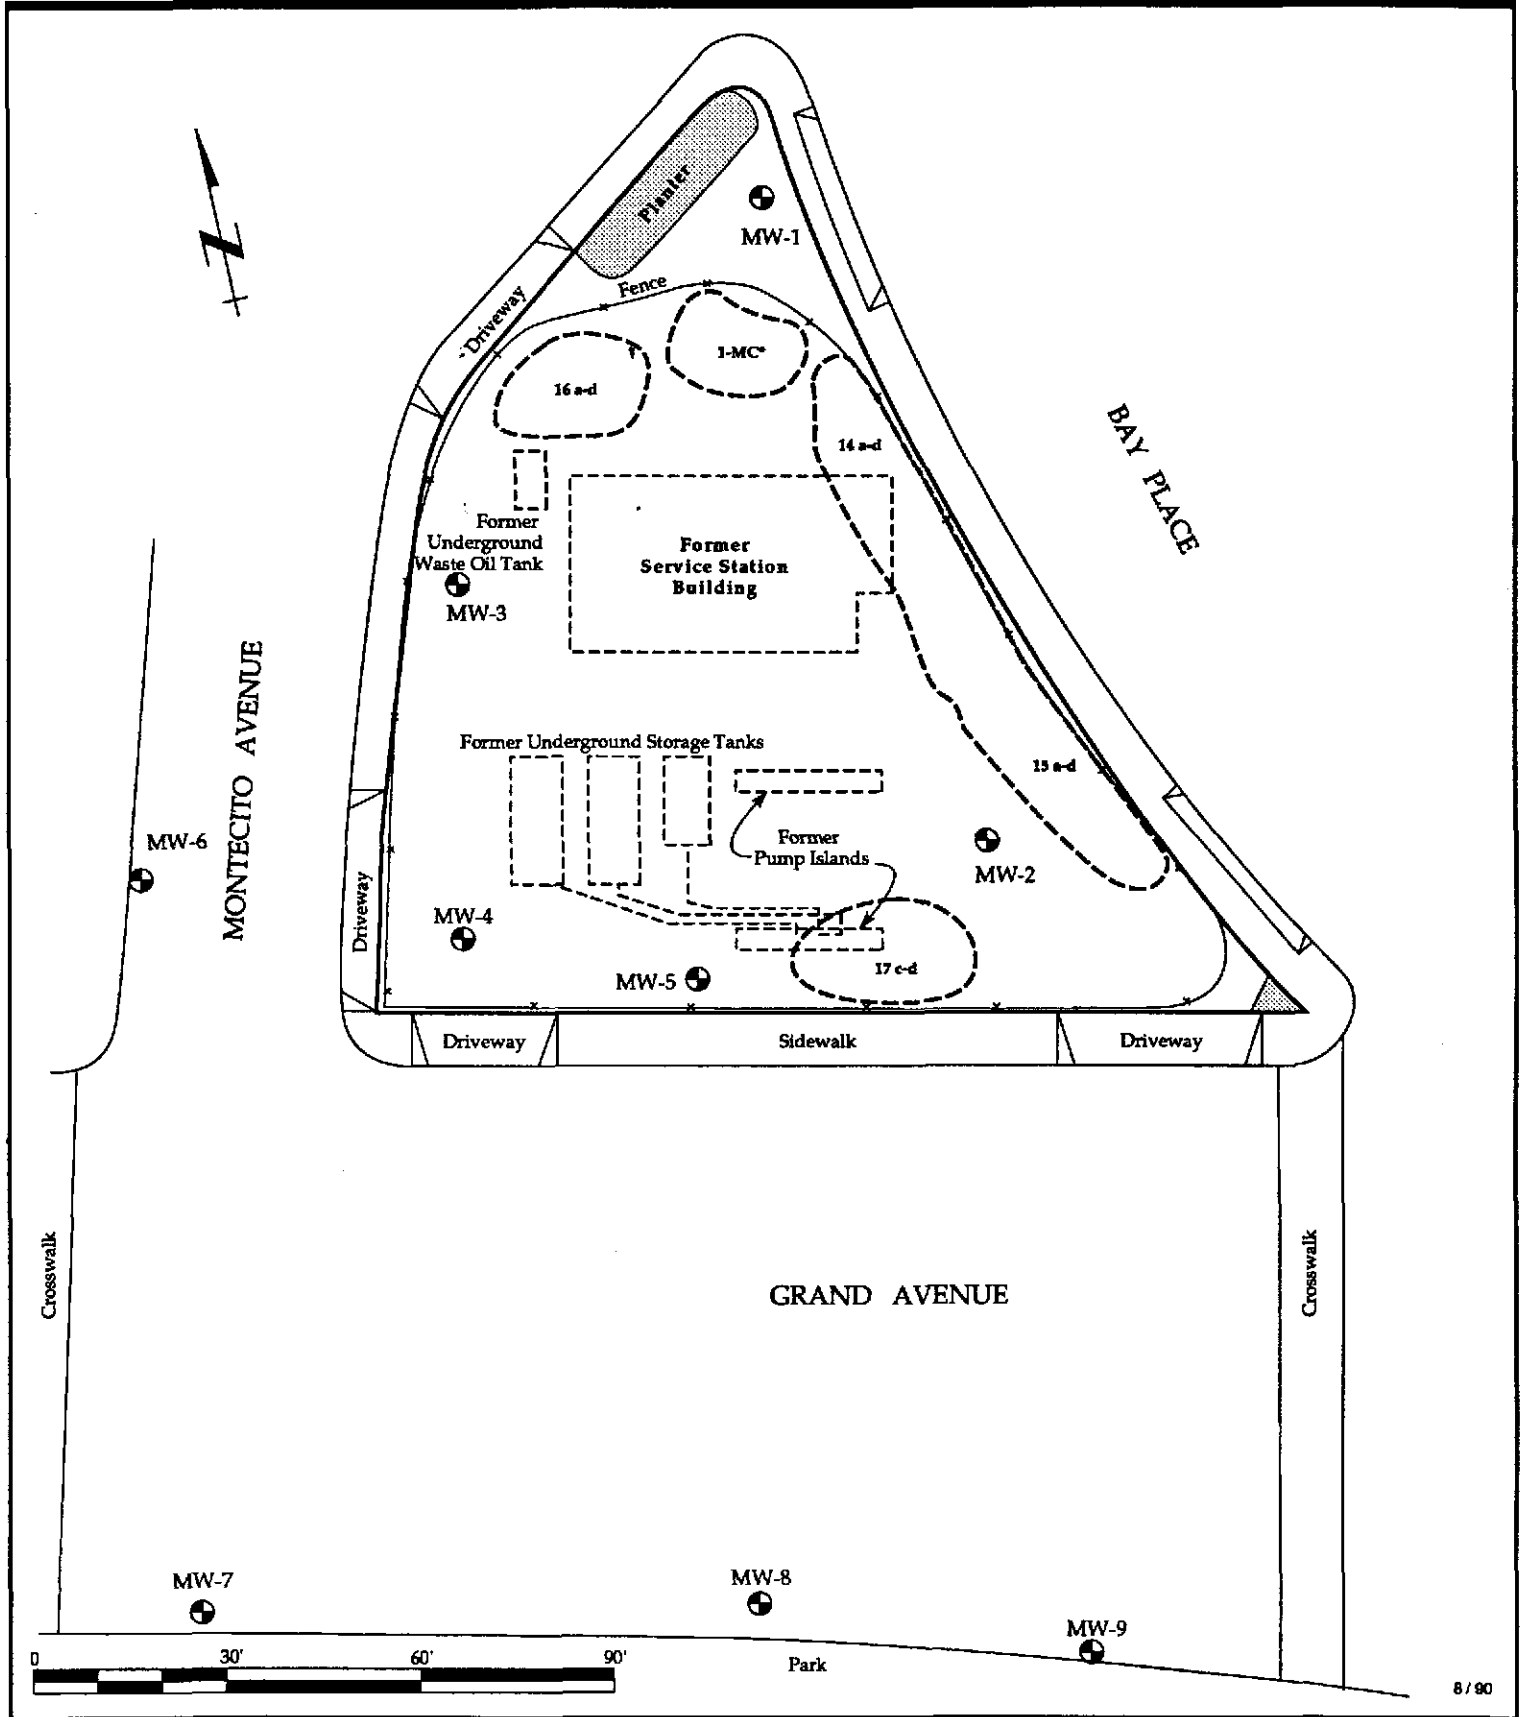 Planter
MW-1
Fence
Driveway
1-MC*
16 a-d
14 a-d
BAY PLACE
Former
Underground
Waste Oil Tank
Former
Service Station
Building
MW-3
MONTECITO AVENUE
Former Underground Storage Tanks
15 a-d
MW-6
Former
Pump Islands
MW-2
Driveway
MW-4
MW-5
17 c-d
Driveway
Sidewalk
Driveway
Crosswalk
GRAND AVENUE
Crosswalk
MW-7
MW-8
MW-9
0 30' 60' 90'
Park
8/90
N